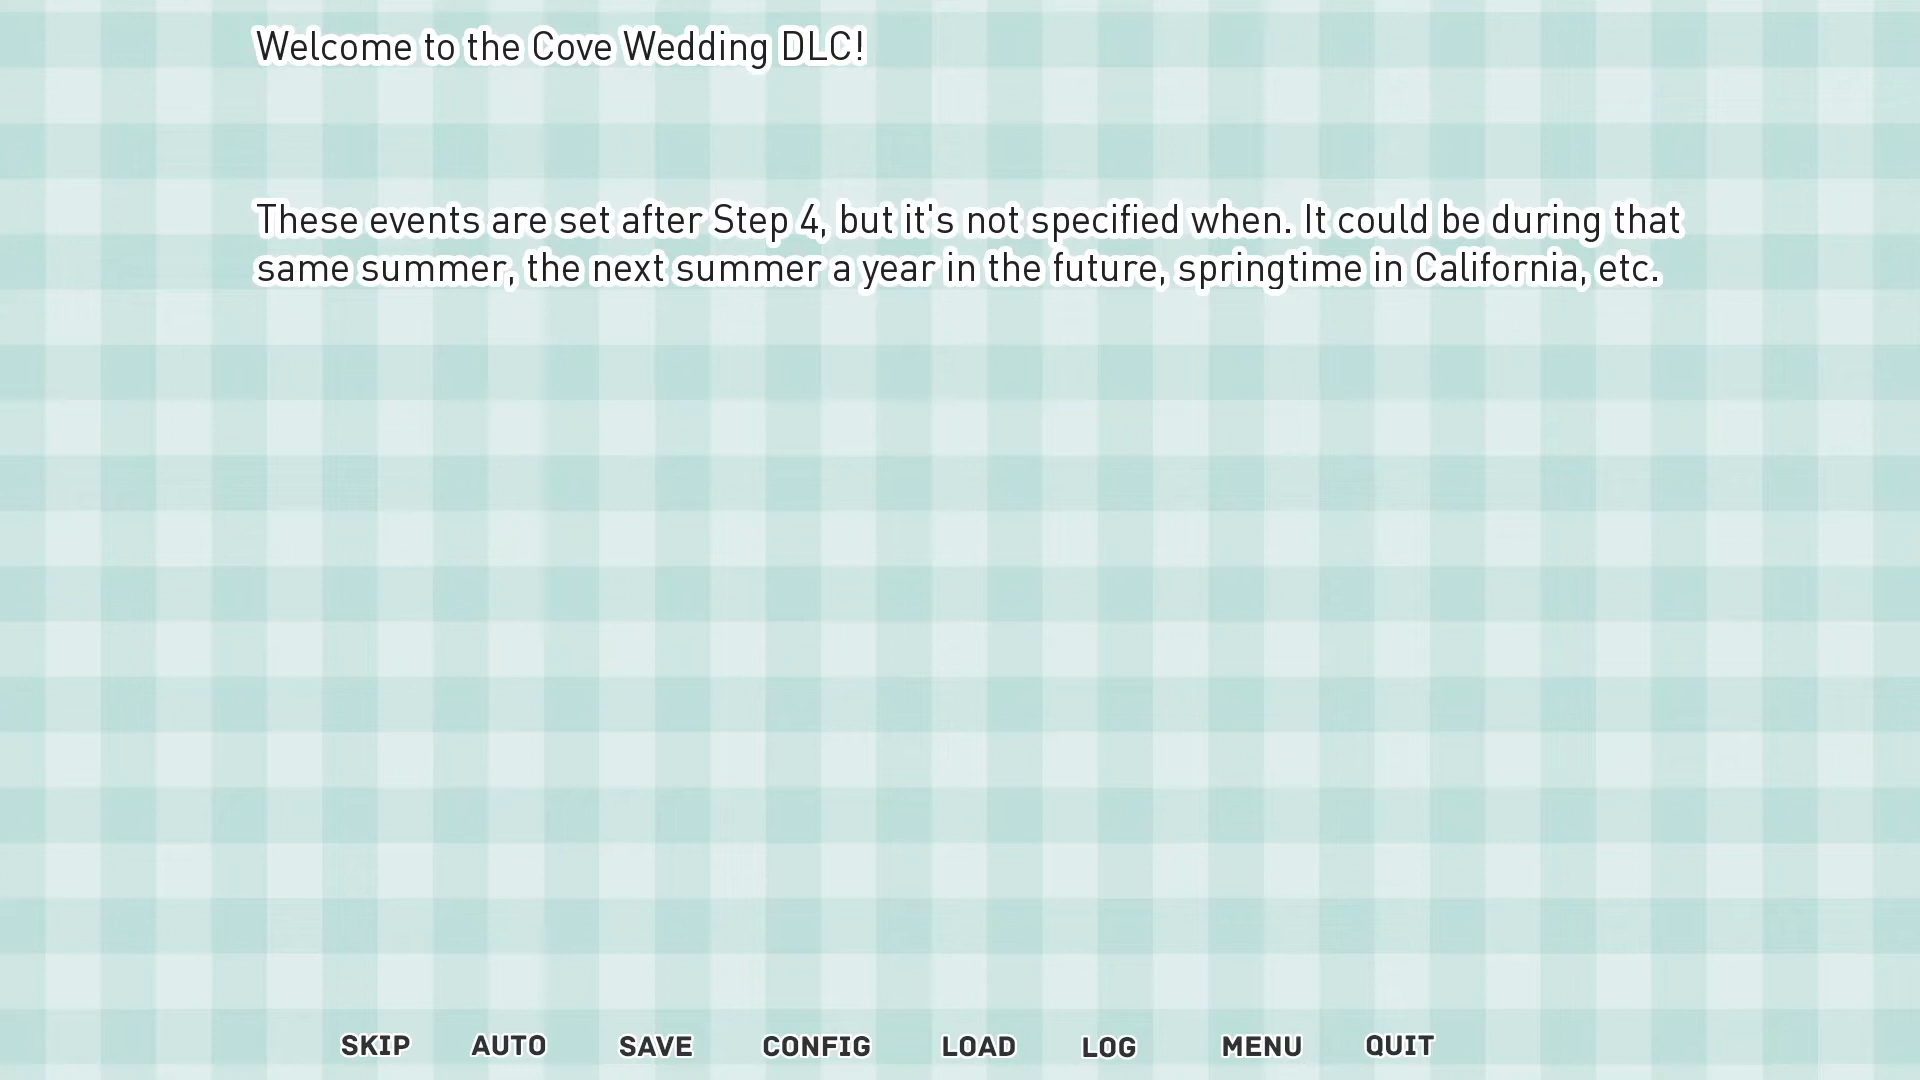 Welcome to the Cove Wedding DLC!
These events are set after Step 4, but it's not specified when. It could be during that
same summer, the next summer a year in the future, springtime in California, etc.
SKIP AUTO SAVE CONFIG LOAD LOG MENU QUIT